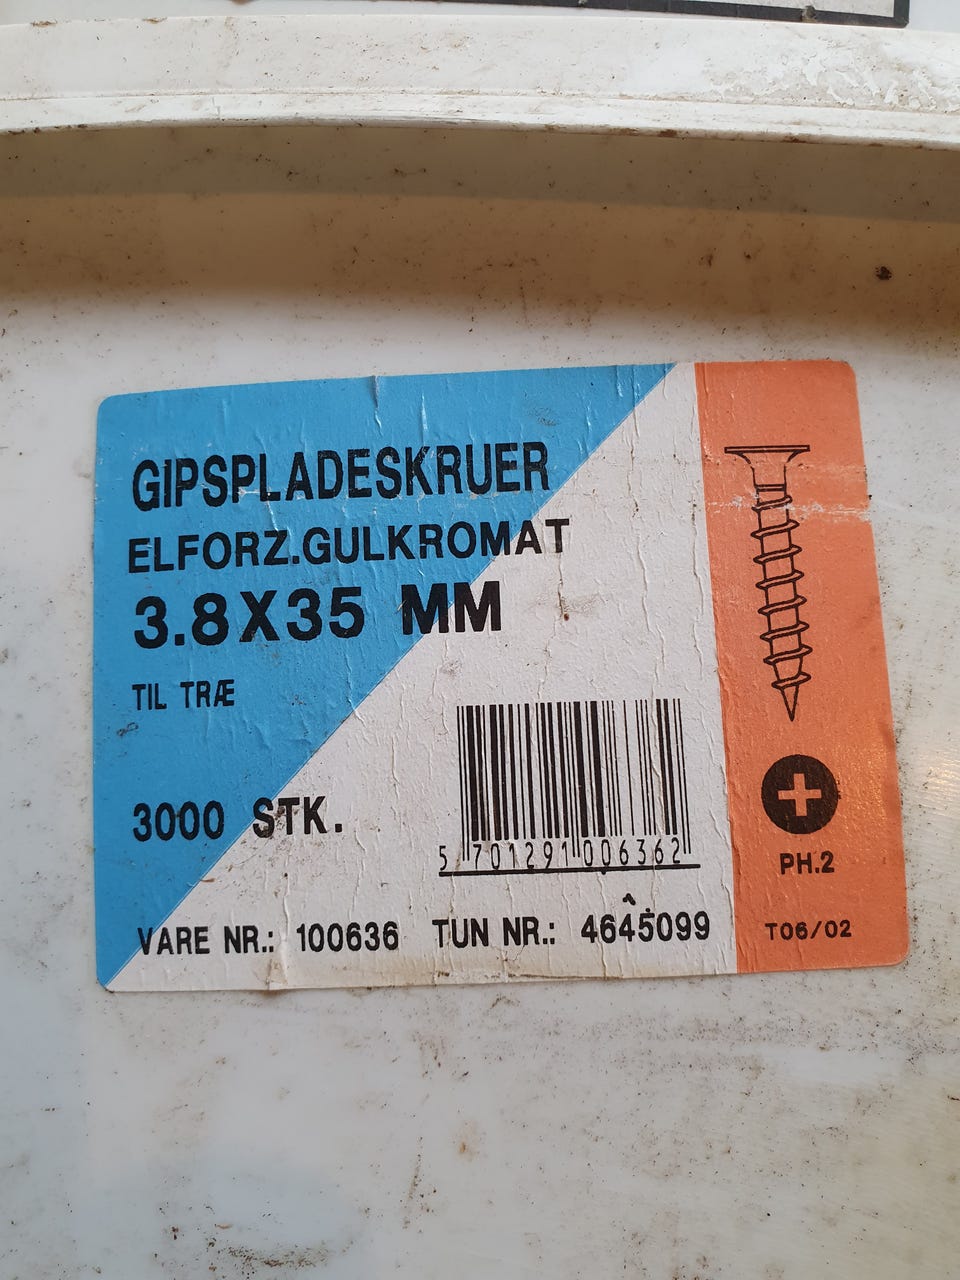 GIPSPLADESKRUER
ELFORZ.GULKROMAT
3.8X35 MM
TIL TRÆ
3000 STK.
5 701291 006362
VARE NR.: 100636 TUN NR.: 4645099
PH.2
T06/02